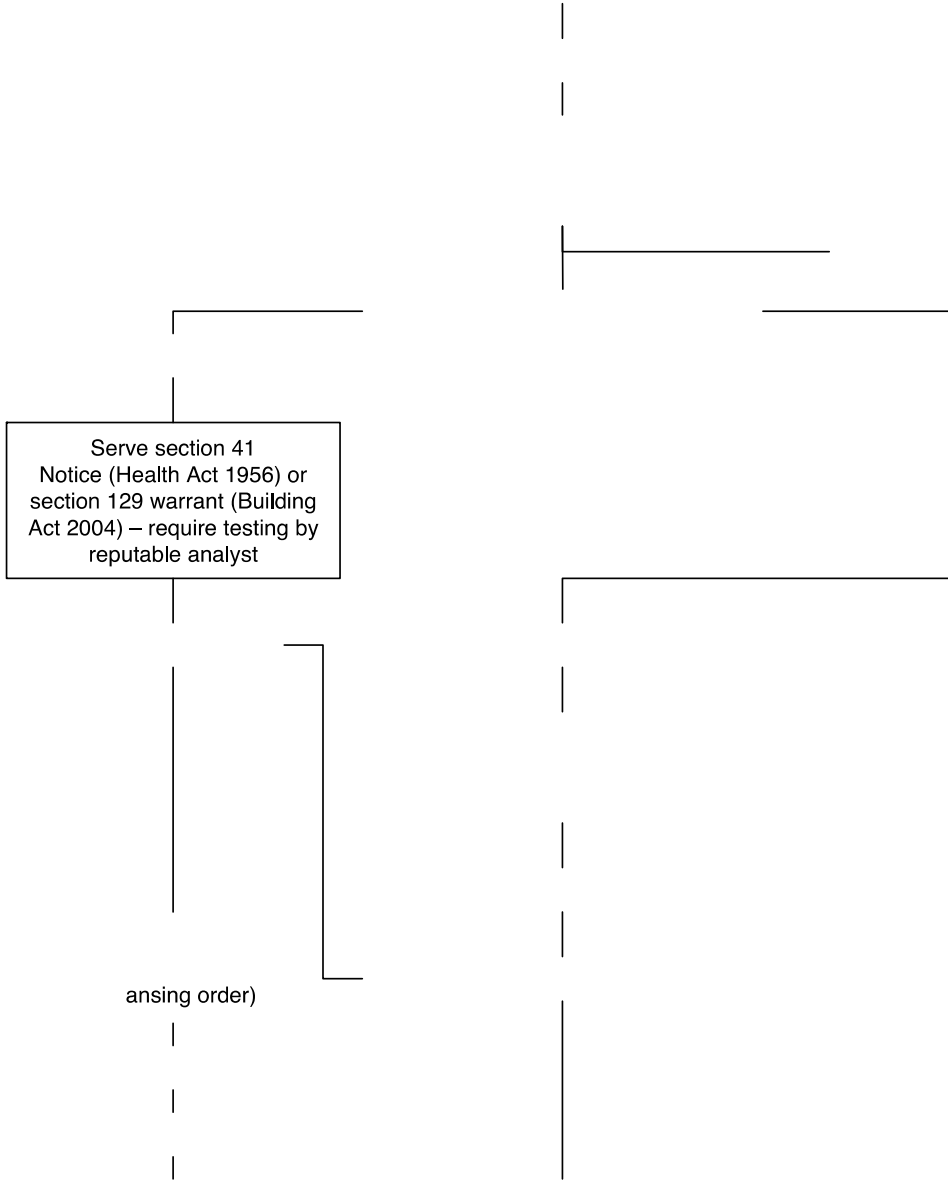 Serve section 41
Notice (Health Act 1956) or
section 129 warrant (Building
Act 2004) – require testing by
reputable analyst
ansing order)